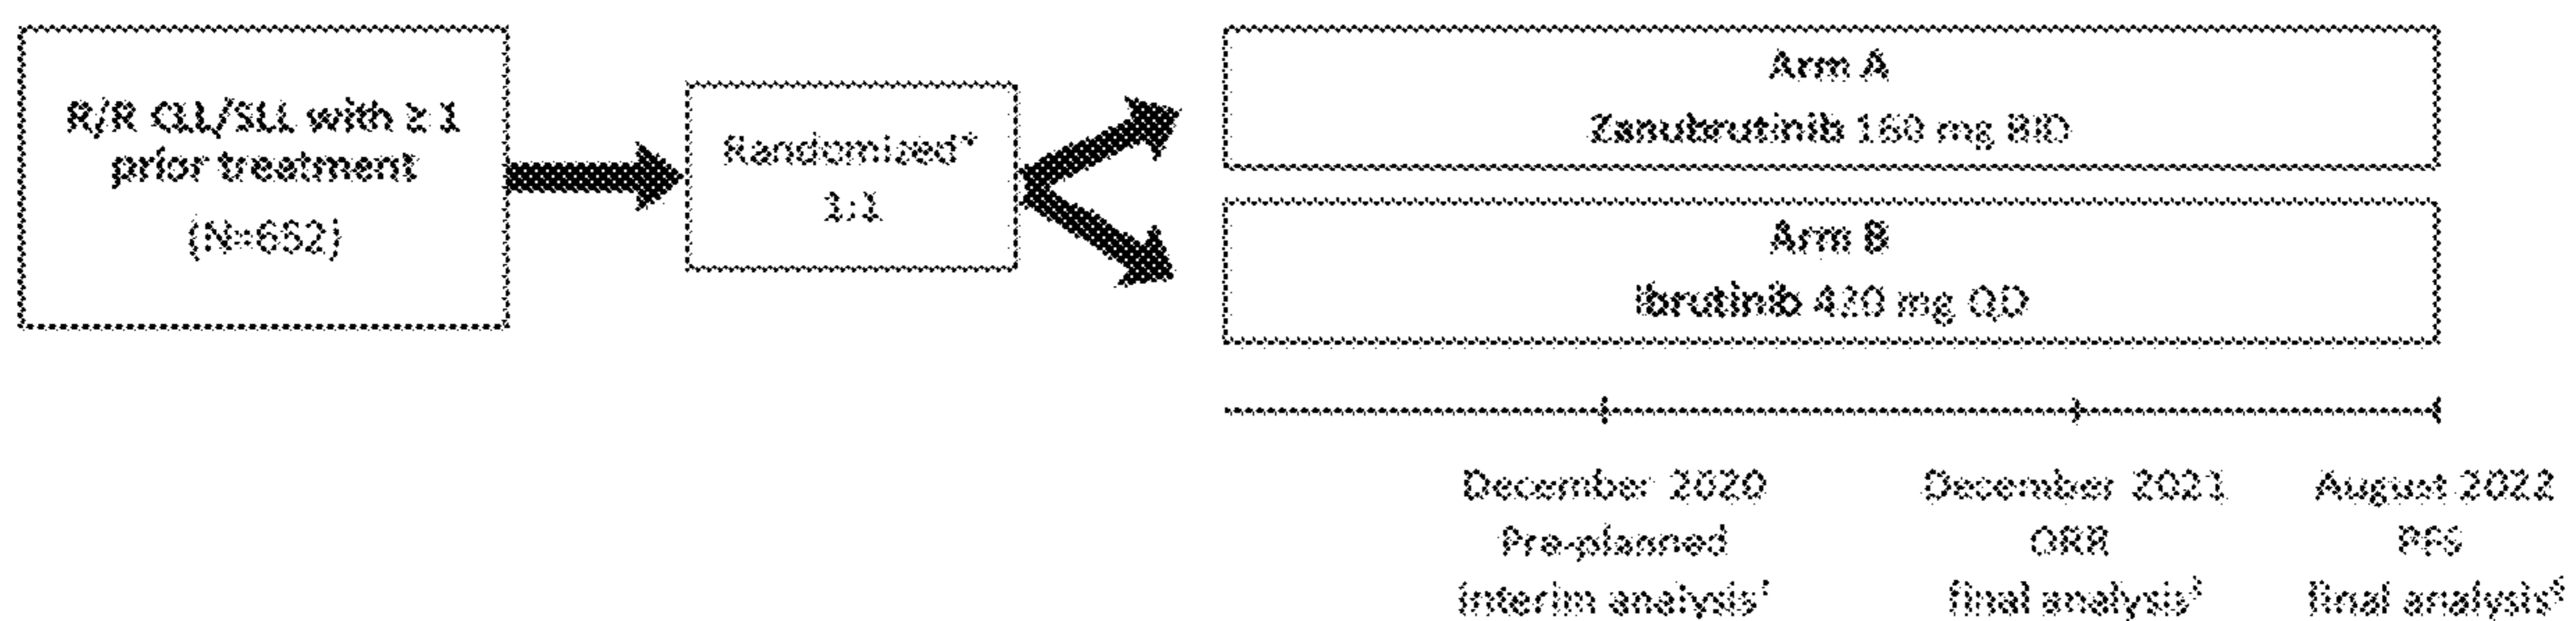 R/R CLL/SLL with ≥ 1
prior treatment
(N=652)
Randomized*
1:1
Arm A
Zanubrutinib 160 mg BID
Arm B
Ibrutinib 420 mg QD
December 2020
Pre-planned
interim analysis†
December 2021
ORR
final analysis‡
August 2022
PFS
final analysis§